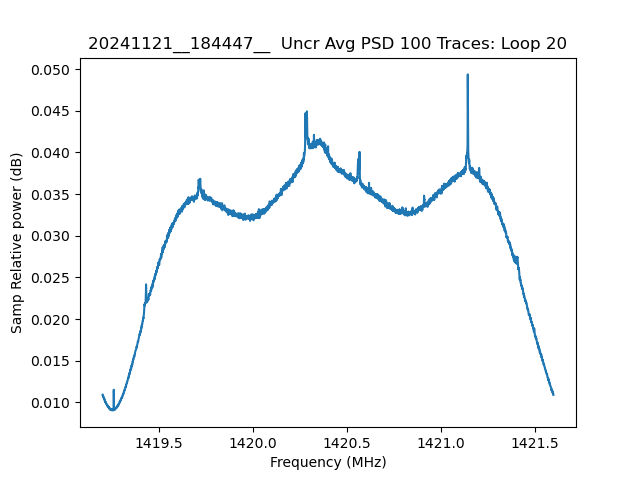 20241121__184447__  Uncr Avg PSD 100 Traces: Loop 20
0.050
0.045
0.040
0.035
0.030
0.025
0.020
0.015
0.010
Samp Relative power (dB)
1419.5 1420.0 1420.5 1421.0 1421.5
Frequency (MHz)